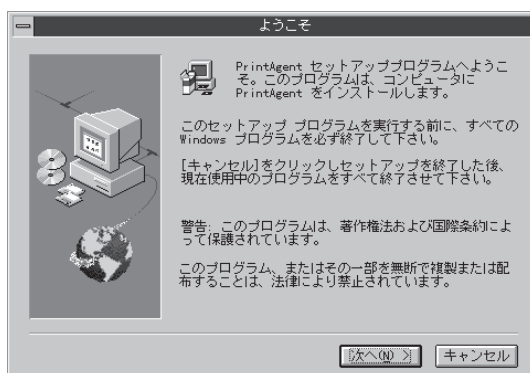 ようこそ
PrintAgent セットアッププログラムへようこ
そ。このプログラムは、コンピュータに
PrintAgent をインストールします。
このセットアップ プログラムを実行する前に、すべての
Windows プログラムを必ず終了して下さい。
[キャンセル]をクリックしセットアップを終了した後、
現在使用中のプログラムをすべて終了させて下さい。
警告: このプログラムは、著作権法および国際条約によ
って保護されています。
このプログラム、またはその一部を無断で複製または配
布することは、法律により禁止されています。
次へ(N) >
キャンセル